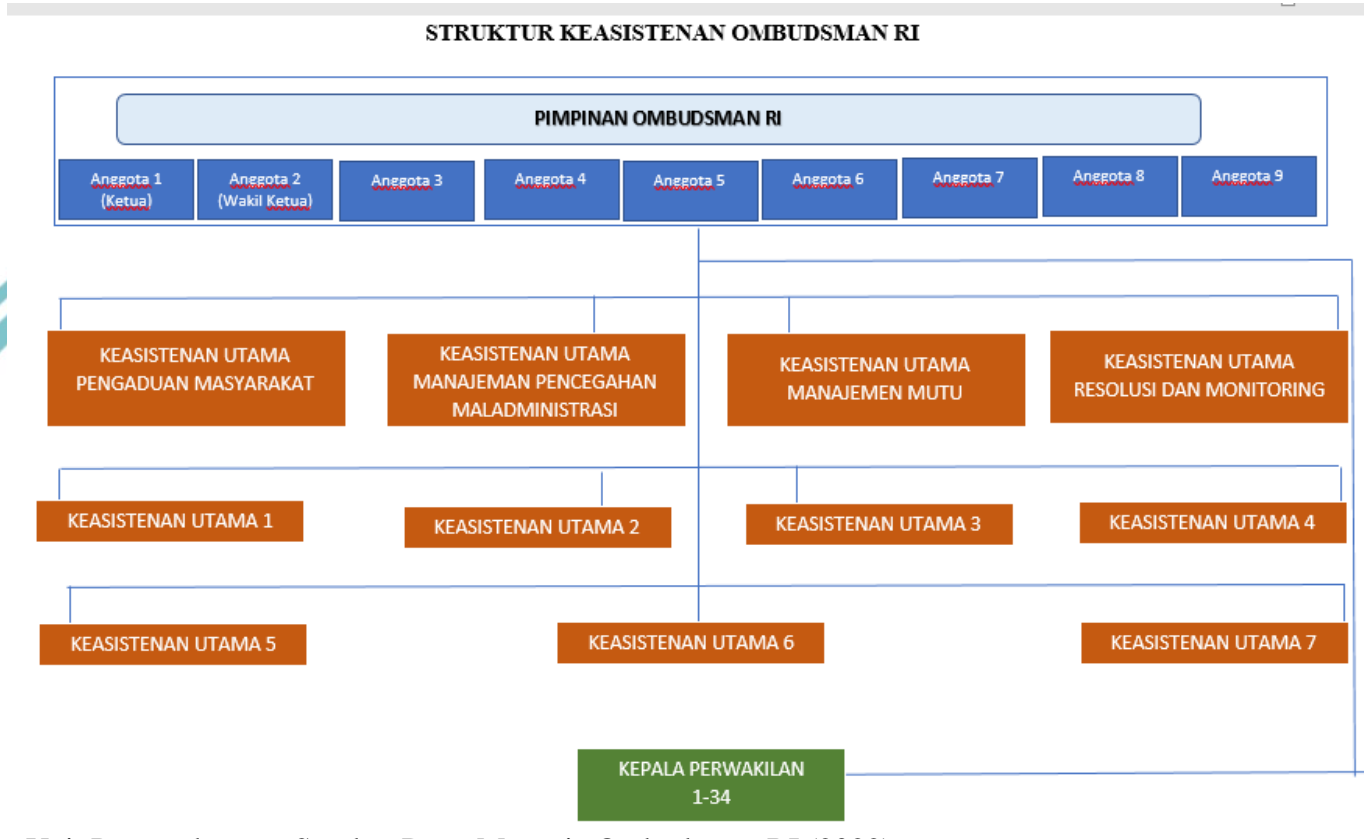 STRUKTUR KEASISTENAN OMBUDSMAN RI
PIMPINAN OMBUDSMAN RI
Anggota 1
(Ketua)
Anggota 2
(Wakil Ketua)
Anggota 3
Anggota 4
Anggota 5
Anggota 6
Anggota 7
Anggota 8
Anggota 9
KEASISTENAN UTAMA
PENGADUAN MASYARAKAT
KEASISTENAN UTAMA
MANAJEMAN PENCEGAHAN
MALADMINISTRASI
KEASISTENAN UTAMA
MANAJEMEN MUTU
KEASISTENAN UTAMA
RESOLUSI DAN MONITORING
KEASISTENAN UTAMA 1
KEASISTENAN UTAMA 2
KEASISTENAN UTAMA 3
KEASISTENAN UTAMA 4
KEASISTENAN UTAMA 5
KEASISTENAN UTAMA 6
KEASISTENAN UTAMA 7
KEPALA PERWAKILAN
1-34